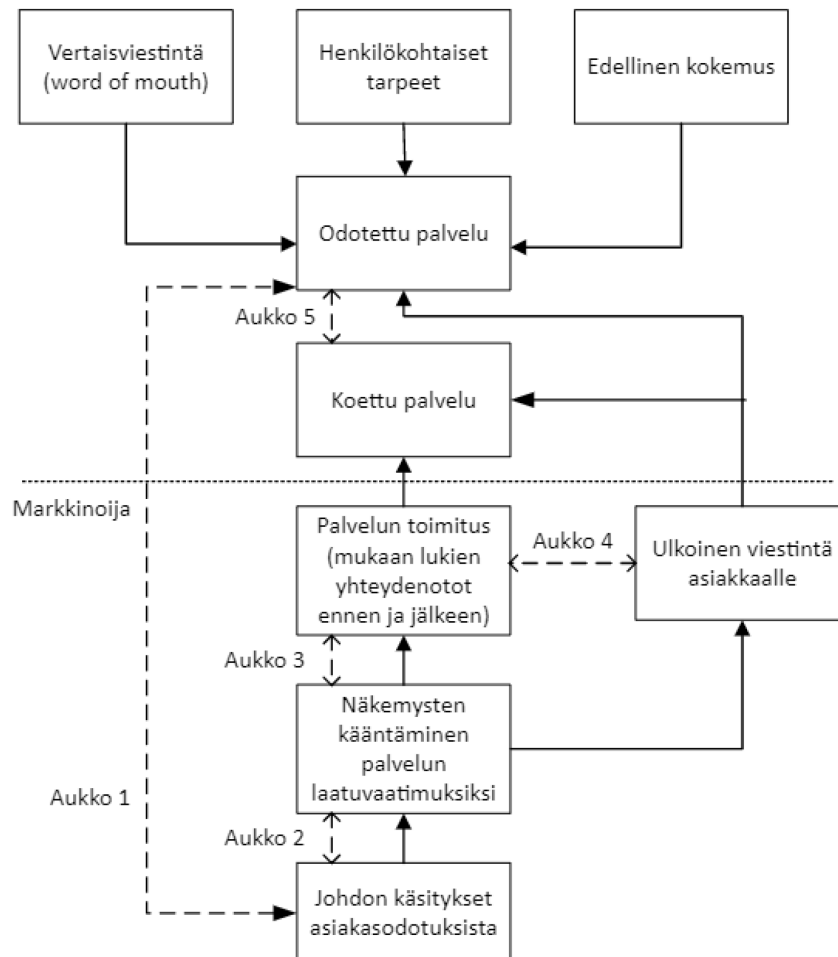 Vertaisviestintä
(word of mouth)
Henkilökohtaiset
tarpeet
Edellinen kokemus
Odotettu palvelu
Aukko 5
Koettu palvelu
Markkinoija
Palvelun toimitus
(mukaan lukien
yhteydenotot
ennen ja jälkeen)
Aukko 4
Ulkoinen viestintä
asiakkaalle
Aukko 3
Näkemysten
kääntäminen
palvelun
laatuvaatimuksiksi
Aukko 1
Aukko 2
Johdon käsitykset
asiakasodotuksista